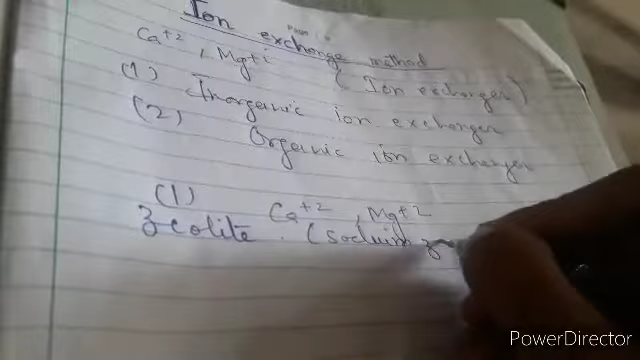 Ion exchange method
Ca+2, Mg+2 (Ion exchanger)
(1) Inorganic ion exchanger
(2) Organic ion exchanger
(1) Ca+2, Mg+2
Zeolite. (Sodium
PowerDirector